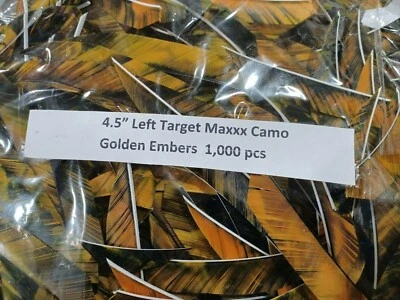 4.5” Left Target Maxxx Camo
Golden Embers 1,000 pcs